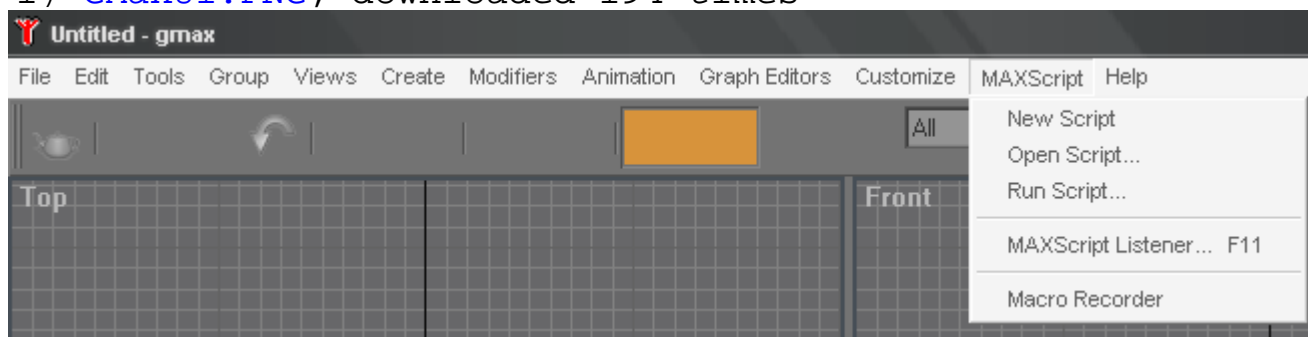 Untitled - gmax
File Edit Tools Group Views Create Modifiers Animation Graph Editors Customize MAXScript Help
All
New Script
Open Script...
Run Script...
MAXScript Listener... F11
Macro Recorder
Top
Front